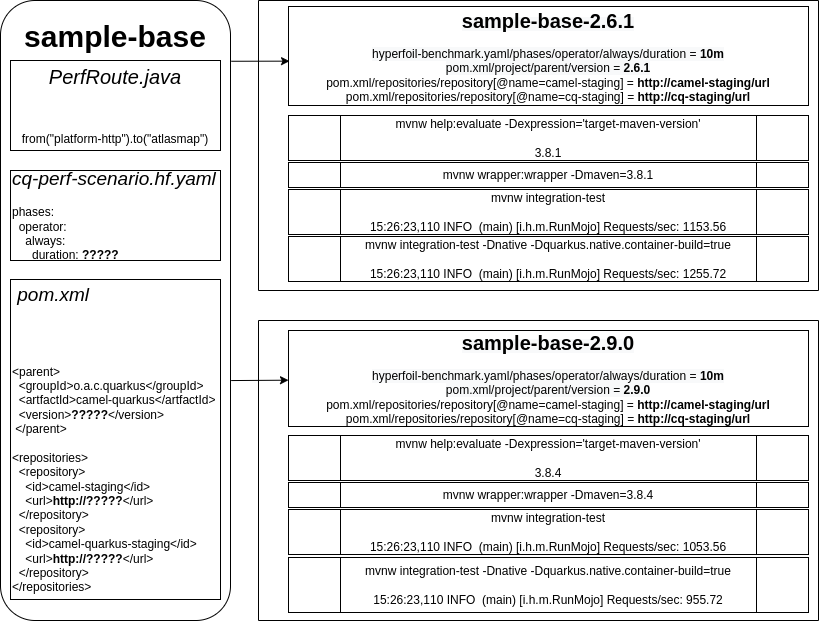 sample-base
PerfRoute.java
from("platform-http").to("atlasmap")
cq-perf-scenario.hf.yaml
phases:
operator:
always:
duration: ?????
pom.xml
<parent>
<groupId>o.a.c.quarkus</groupId>
<artfactId>camel-quarkus</artfactId>
<version>?????</version>
</parent>
<repositories>
<repository>
<id>camel-staging</id>
<url>http://?????</url>
</repository>
<repository>
<id>camel-quarkus-staging</id>
<url>http://?????</url>
</repository>
</repositories>
sample-base-2.6.1
hyperfoil-benchmark.yaml/phases/operator/always/duration = 10m
pom.xml/project/parent/version = 2.6.1
pom.xml/repositories/repository[@name=camel-staging] = http://camel-staging/url
pom.xml/repositories/repository[@name=cq-staging] = http://cq-staging/url
mvnw help:evaluate -Dexpression='target-maven-version'
3.8.1
mvnw wrapper:wrapper -Dmaven=3.8.1
mvnw integration-test
15:26:23,110 INFO  (main) [i.h.m.RunMojo] Requests/sec: 1153.56
mvnw integration-test -Dnative -Dquarkus.native.container-build=true
15:26:23,110 INFO  (main) [i.h.m.RunMojo] Requests/sec: 1255.72
sample-base-2.9.0
hyperfoil-benchmark.yaml/phases/operator/always/duration = 10m
pom.xml/project/parent/version = 2.9.0
pom.xml/repositories/repository[@name=camel-staging] = http://camel-staging/url
pom.xml/repositories/repository[@name=cq-staging] = http://cq-staging/url
mvnw help:evaluate -Dexpression='target-maven-version'
3.8.4
mvnw wrapper:wrapper -Dmaven=3.8.4
mvnw integration-test
15:26:23,110 INFO  (main) [i.h.m.RunMojo] Requests/sec: 1053.56
mvnw integration-test -Dnative -Dquarkus.native.container-build=true
15:26:23,110 INFO  (main) [i.h.m.RunMojo] Requests/sec: 955.72